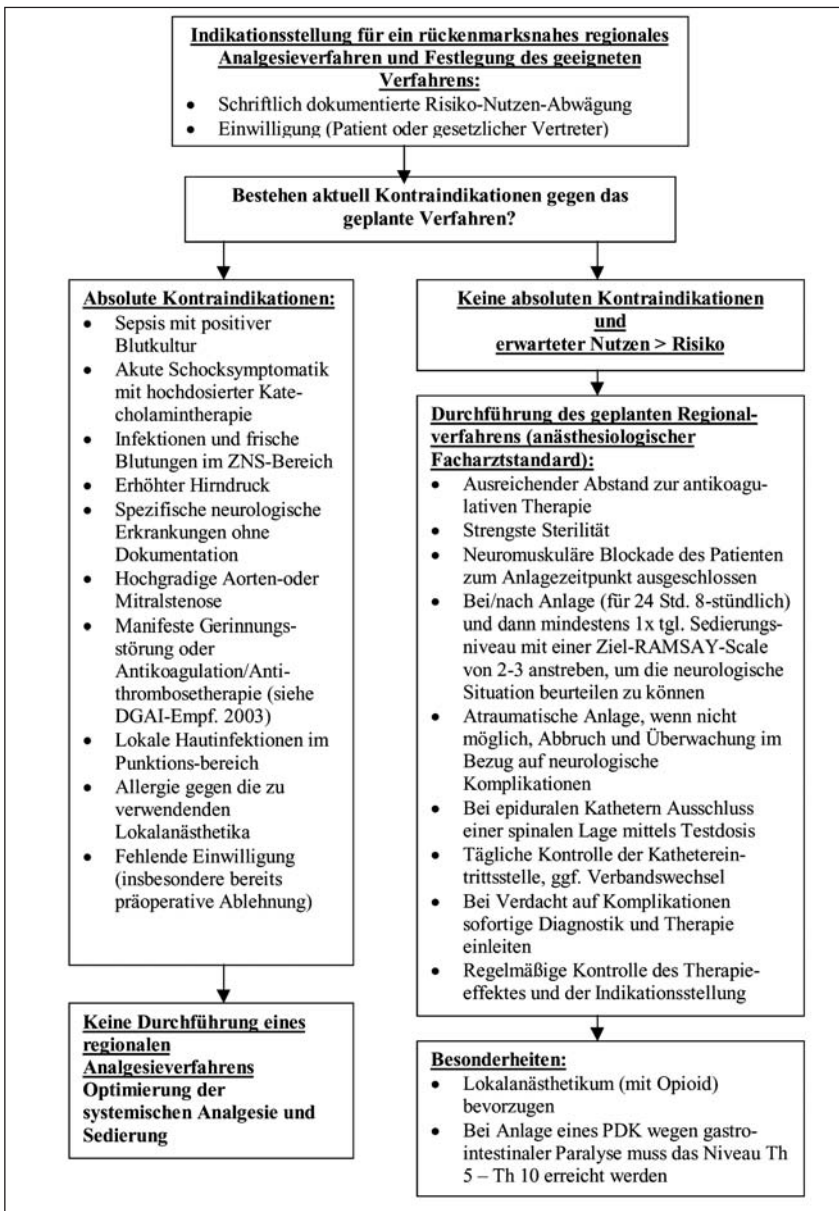 Indikationsstellung für ein rückenmarksnahes regionales
Analgesieverfahren und Festlegung des geeigneten
Verfahrens:
• Schriftlich dokumentierte Risiko-Nutzen-Abwägung
• Einwilligung (Patient oder gesetzlicher Vertreter)
Bestehen aktuell Kontraindikationen gegen das
geplante Verfahren?
Absolute Kontraindikationen:
• Sepsis mit positiver
Blutkultur
• Akute Schocksymptomatik
mit hochdosierter Kate-
cholamintherapie
• Infektionen und frische
Blutungen im ZNS-Bereich
• Erhöhter Hirndruck
• Spezifische neurologische
Erkrankungen ohne
Dokumentation
• Hochgradige Aorten-oder
Mitralstenose
• Manifeste Gerinnungs-
störung oder
Antikoagulation/Anti-
thrombosetherapie (siehe
DGAI-Empf. 2003)
• Lokale Hautinfektionen im
Punktions-bereich
• Allergie gegen die zu
verwendenden
Lokalanästhetika
• Fehlende Einwilligung
(insbesondere bereits
präoperative Ablehnung)
Keine Durchführung eines
regionalen
Analgesieverfahrens
Optimierung der
systemischen Analgesie und
Sedierung
Keine absoluten Kontraindikationen
und
erwarteter Nutzen > Risiko
Durchführung des geplanten Regional-
verfahrens (anästhesiologischer
Facharztstandard):
• Ausreichender Abstand zur antikoagu-
lativen Therapie
• Strengste Sterilität
• Neuromuskuläre Blockade des Patienten
zum Anlagezeitpunkt ausgeschlossen
• Bei/nach Anlage (für 24 Std. 8-stündlich)
und dann mindestens 1x tgl. Sedierungs-
niveau mit einer Ziel-RAMSAY-Scale
von 2-3 anstreben, um die neurologische
Situation beurteilen zu können
• Atraumatische Anlage, wenn nicht
möglich, Abbruch und Überwachung im
Bezug auf neurologische
Komplikationen
• Bei epiduralen Kathetern Ausschluss
einer spinalen Lage mittels Testdosis
• Tägliche Kontrolle der Kathetereint-
rittsstelle, ggf. Verbandswechsel
• Bei Verdacht auf Komplikationen
sofortige Diagnostik und Therapie
einleiten
• Regelmäßige Kontrolle des Therapie-
effektes und der Indikationsstellung
Besonderheiten:
• Lokalanästhetikum (mit Opioid)
bevorzugen
• Bei Anlage eines PDK wegen gastro-
intestinaler Paralyse muss das Niveau Th
5 – Th 10 erreicht werden